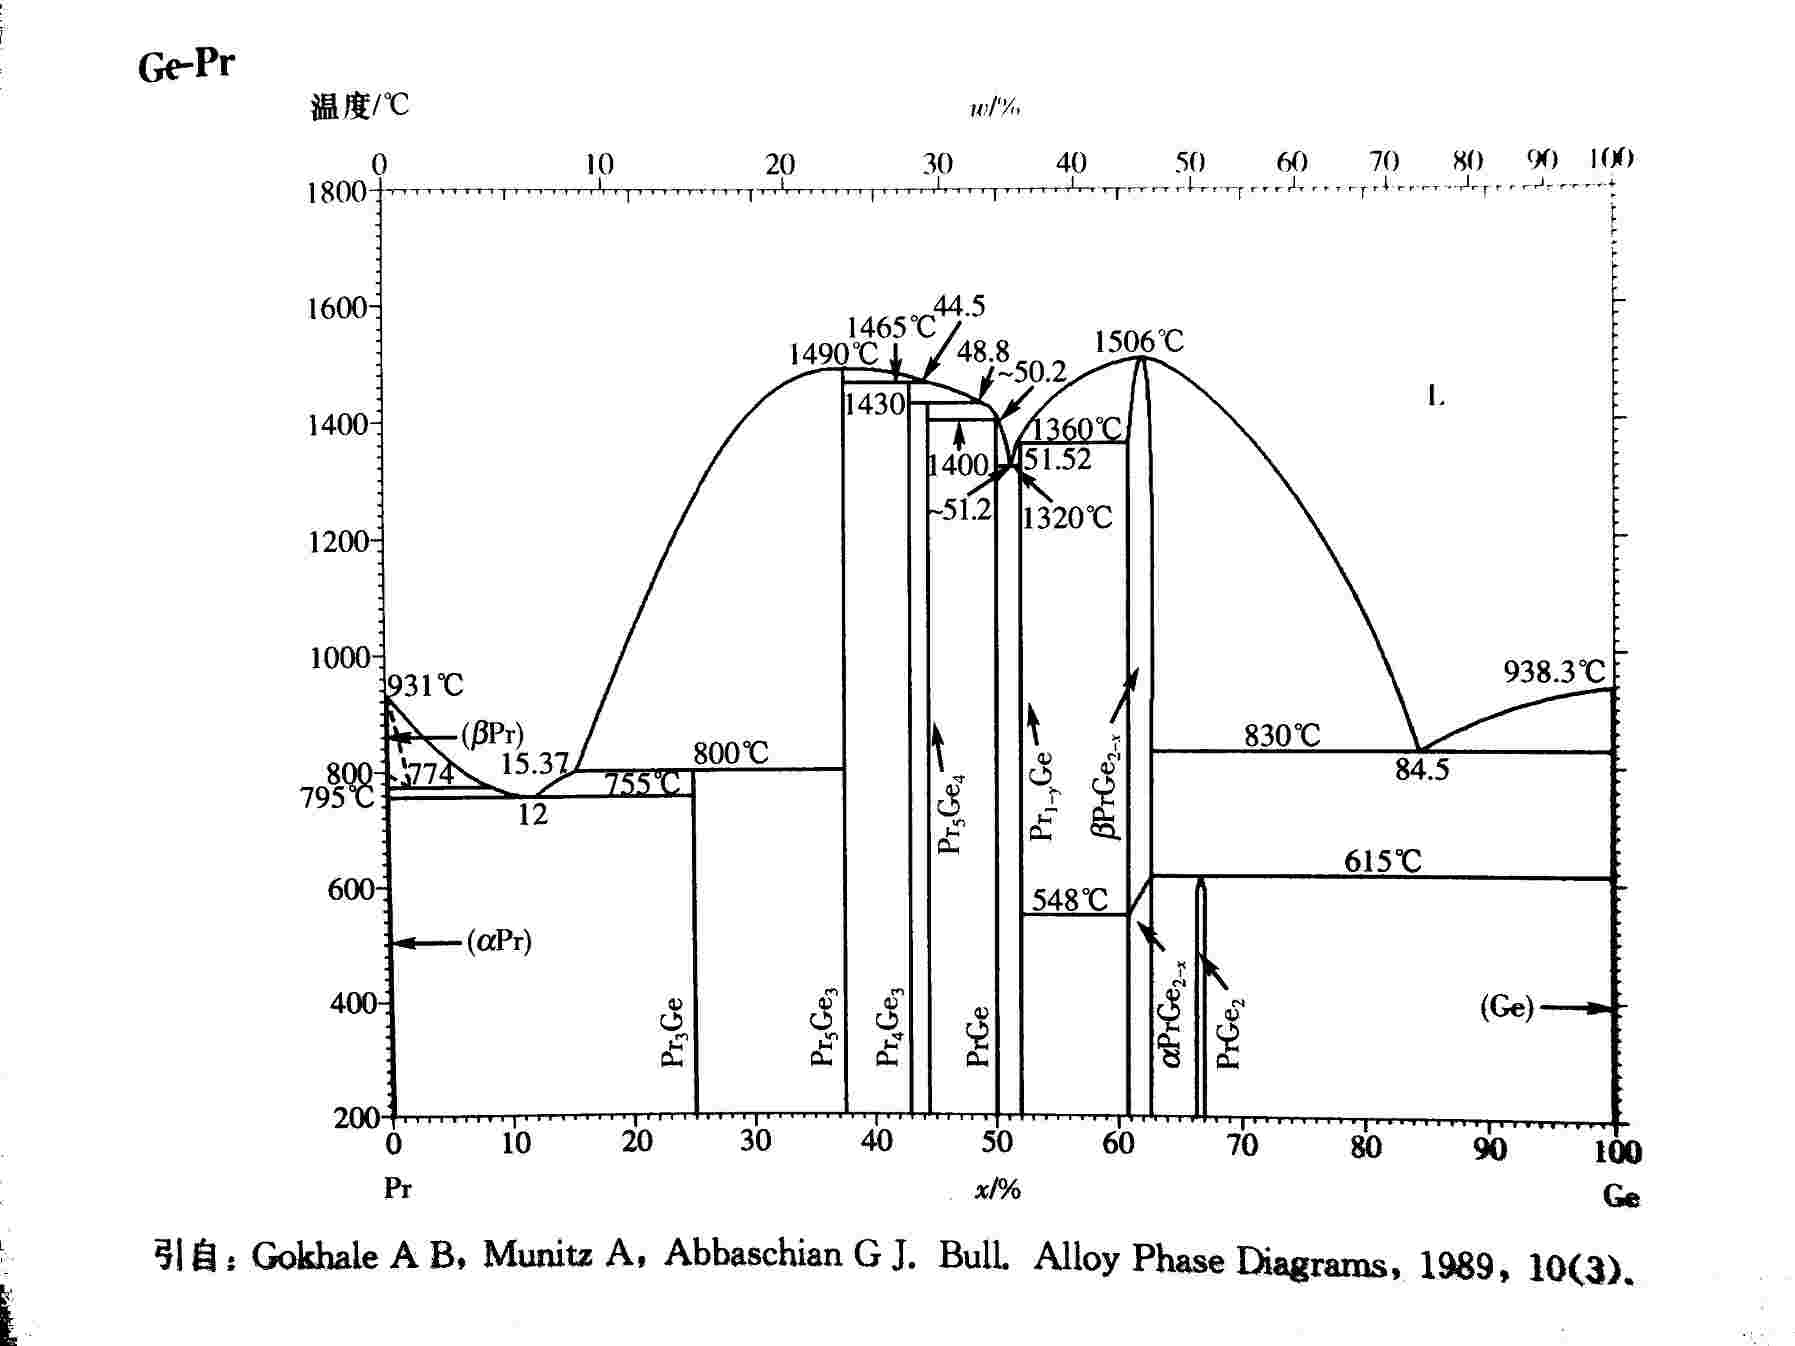 Ge-Pr
温度/℃
w/%
0 10 20 30 40 50 60 70 80 90 100
1800
1600
1400
1200
1000
800
600
400
200
44.5
1465℃
1490℃
48.8
~50.2
1506℃
L
1430
1360℃
1400
51.52
~51.2
1320℃
931℃
938.3℃
(βPr)
15.37
800℃
830℃
774
755℃
795℃
84.5
12
Pr₅Ge₄
Pr₁₋yGe
βPrGe₂₋ₓ
615℃
548℃
(αPr)
Pr₃Ge
Pr₅Ge₃
Pr₄Ge₃
PrGe
αPrGe₂₋ₓ
PrGe₂
(Ge)
0 10 20 30 40 50 60 70 80 90 100
Pr
x/%
Ge
引自: Gokhale A B, Munitz A, Abbaschian G J. Bull. Alloy Phase Diagrams, 1989, 10(3).